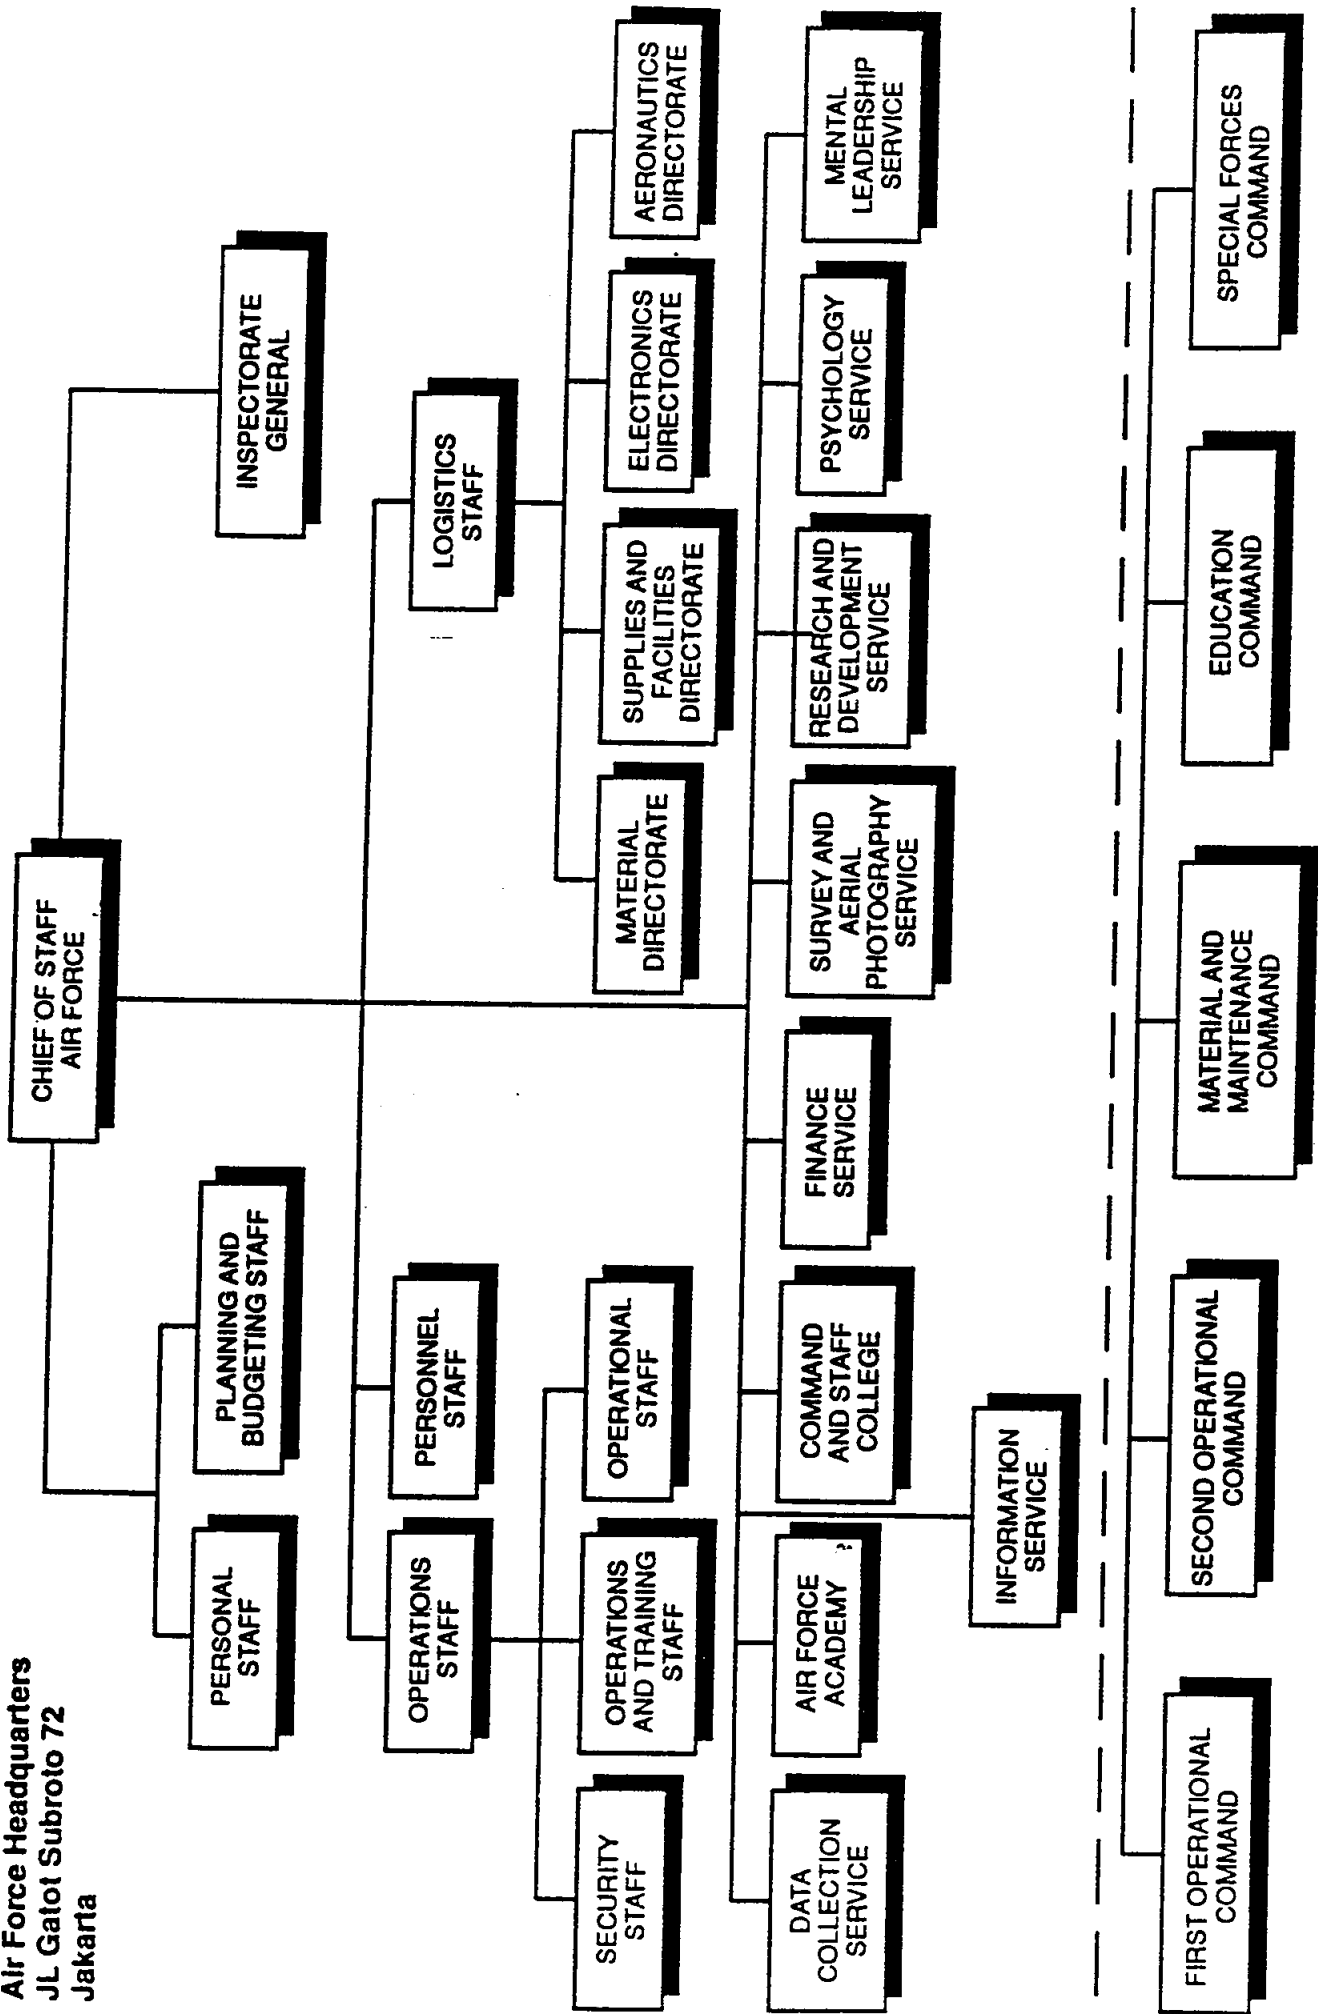 Air Force Headquarters
JL Gatot Subroto 72
Jakarta
CHIEF OF STAFF
AIR FORCE
PERSONAL
STAFF
PLANNING AND
BUDGETING STAFF
INSPECTORATE
GENERAL
OPERATIONS
STAFF
PERSONNEL
STAFF
LOGISTICS
STAFF
SECURITY
STAFF
OPERATIONS
AND TRAINING
STAFF
OPERATIONAL
STAFF
MATERIAL
DIRECTORATE
SUPPLIES AND
FACILITIES
DIRECTORATE
ELECTRONICS
DIRECTORATE
AERONAUTICS
DIRECTORATE
DATA
COLLECTION
SERVICE
AIR FORCE
ACADEMY
COMMAND
AND STAFF
COLLEGE
FINANCE
SERVICE
SURVEY AND
AERIAL
PHOTOGRAPHY
SERVICE
RESEARCH AND
DEVELOPMENT
SERVICE
PSYCHOLOGY
SERVICE
MENTAL
LEADERSHIP
SERVICE
INFORMATION
SERVICE
FIRST OPERATIONAL
COMMAND
SECOND OPERATIONAL
COMMAND
MATERIAL AND
MAINTENANCE
COMMAND
EDUCATION
COMMAND
SPECIAL FORCES
COMMAND